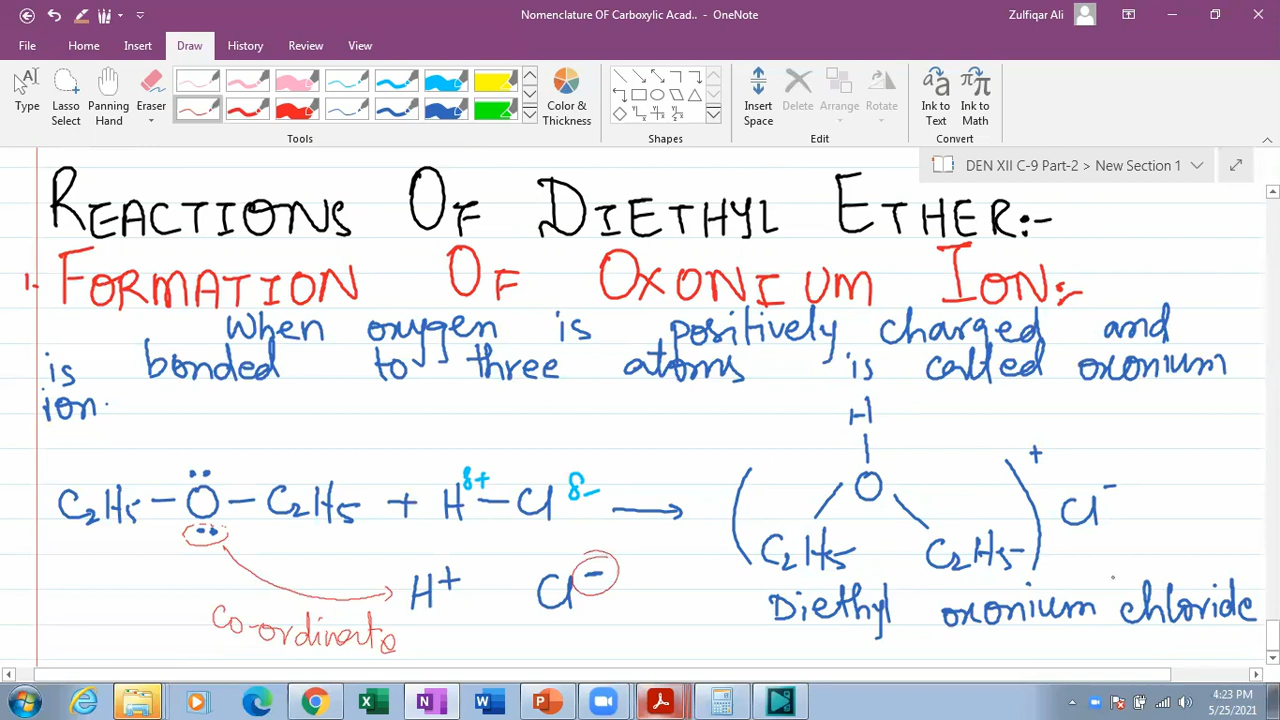 Nomenclature OF Carboxylic Acad.. - OneNote
Zulfiqar Ali
File Home Insert Draw History Review View
Type
Lasso Select
Panning Hand
Eraser
Color & Thickness
Insert Space
Delete
Arrange
Rotate
Ink to Text
Ink to Math
Tools
Shapes
Edit
Convert
DEN XII C-9 Part-2 > New Section 1
REACTIONS OF DIETHYL ETHER:-
1. FORMATION OF OXONIUM ION:-
When oxygen is positively charged and
is bonded to three atoms is called oxonium
ion.
H
C₂H₅ — Ö — C₂H₅ + H^δ+ — Cl^δ- → ( O C₂H₅ C₂H₅ )⁺ Cl⁻
H⁺ Cl⁻
Co-ordinate
Diethyl oxonium chloride
4:23 PM
5/25/2021